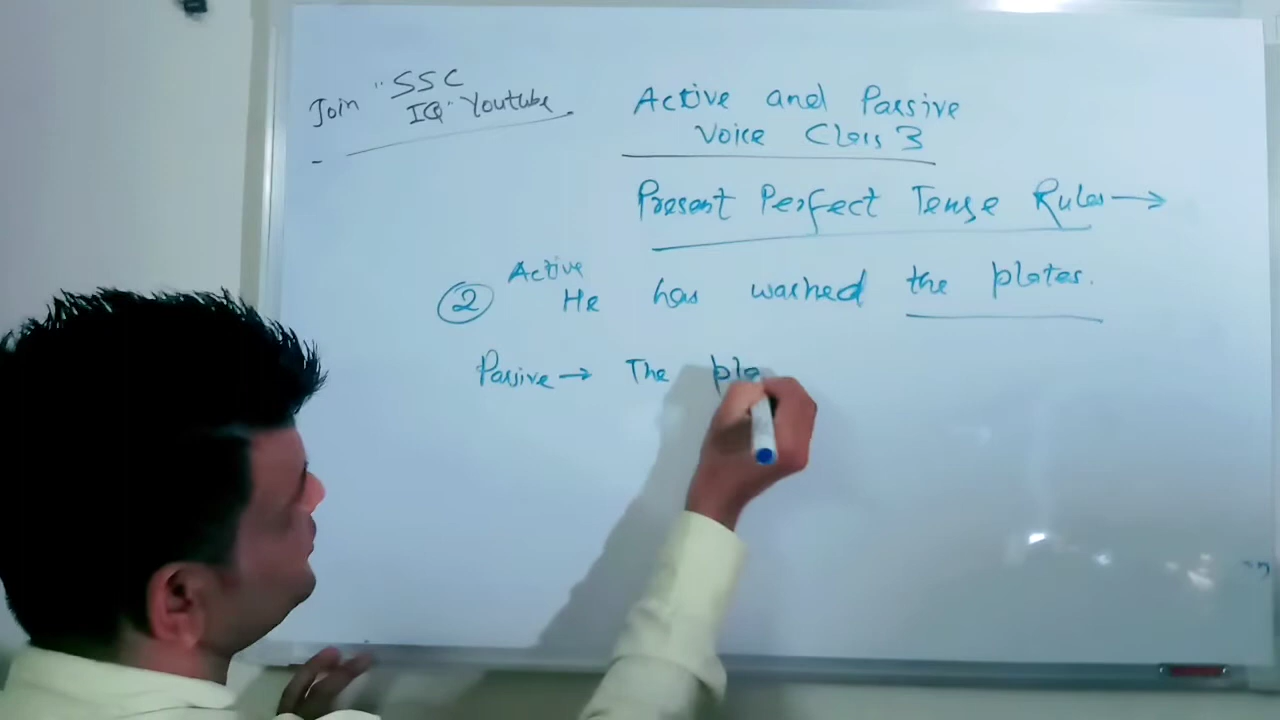 Join "SSC
IQ" Youtube
Active and Passive
Voice Class 3
Present Perfect Tense Rules →
Active
② He has washed the plates.
Passive → The pla